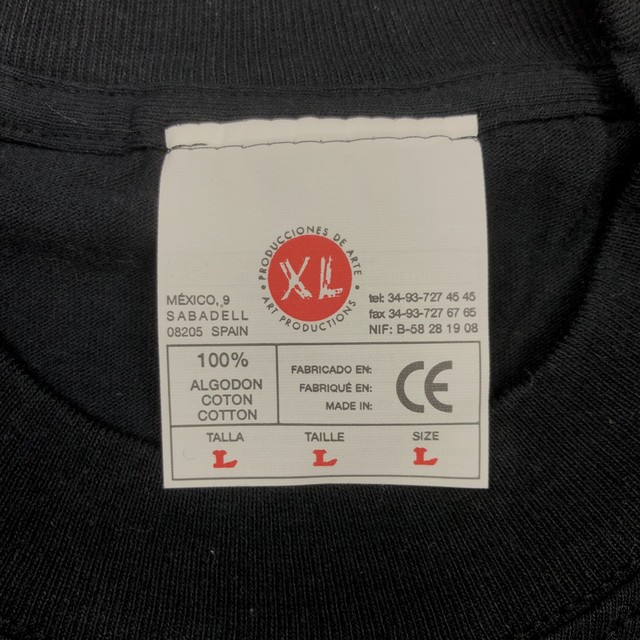 · PRODUCCIONES DE ARTE ·
XL
ART PRODUCTIONS
MÉXICO, 9
SABADELL
08205 SPAIN
tel: 34-93-727 45 45
fax 34-93-727 67 65
NIF: B-58 28 19 08
100%
ALGODON
COTON
COTTON
FABRICADO EN:
FABRIQUÉ EN:
MADE IN:
CE
TALLA TAILLE SIZE
L L L